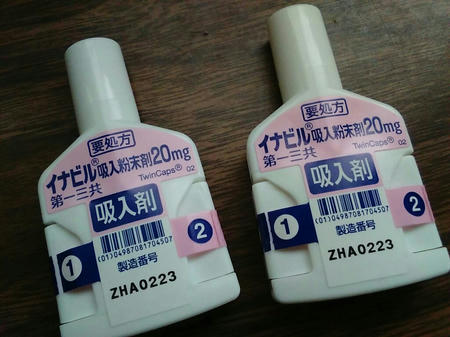 要処方
イナビル®吸入粉末剤20mg
第一三共 TwinCaps® 02
吸入剤
1 2
(01)04987081704507
製造番号
ZHA0223
要処方
イナビル®吸入粉末剤20mg
第一三共 TwinCaps® 02
吸入剤
1 2
(01)04987081704507
製造番号
ZHA0223